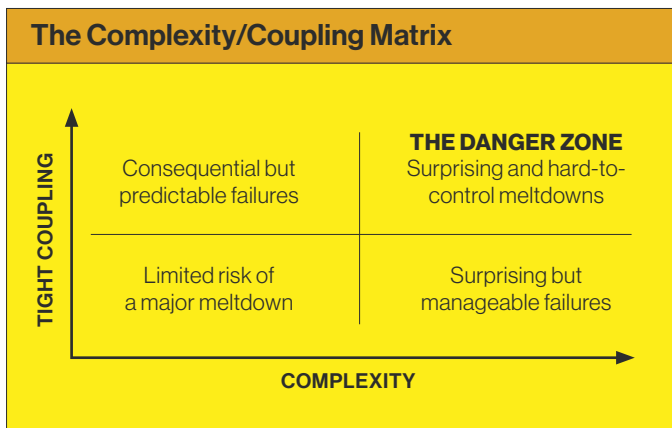 The Complexity/Coupling Matrix
TIGHT COUPLING
Consequential but
predictable failures
THE DANGER ZONE
Surprising and hard-to-
control meltdowns
Limited risk of
a major meltdown
Surprising but
manageable failures
COMPLEXITY